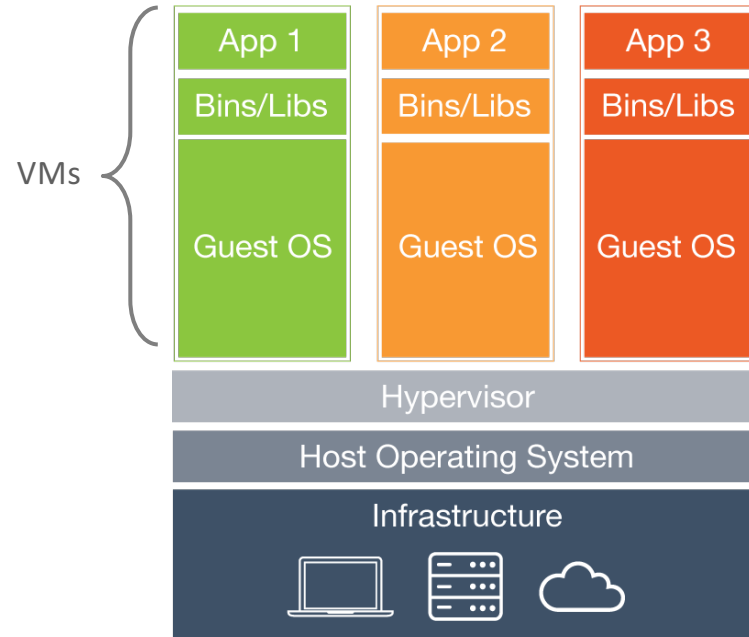 App 1
App 2
App 3
Bins/Libs
Bins/Libs
Bins/Libs
VMs
Guest OS
Guest OS
Guest OS
Hypervisor
Host Operating System
Infrastructure